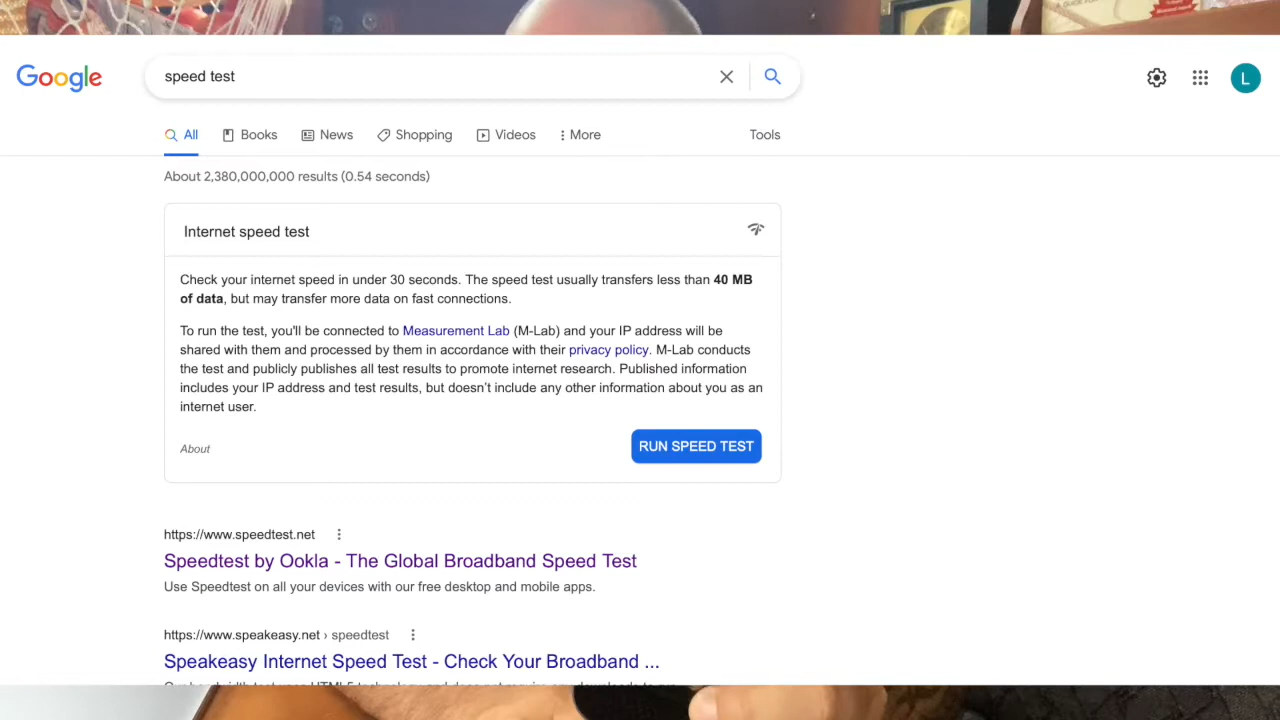 Google
speed test
L
All
Books
News
Shopping
Videos
More
Tools
About 2,380,000,000 results (0.54 seconds)
Internet speed test
Check your internet speed in under 30 seconds. The speed test usually transfers less than 40 MB
of data, but may transfer more data on fast connections.
To run the test, you'll be connected to Measurement Lab (M-Lab) and your IP address will be
shared with them and processed by them in accordance with their privacy policy. M-Lab conducts
the test and publicly publishes all test results to promote internet research. Published information
includes your IP address and test results, but doesn't include any other information about you as an
internet user.
About
RUN SPEED TEST
https://www.speedtest.net
Speedtest by Ookla - The Global Broadband Speed Test
Use Speedtest on all your devices with our free desktop and mobile apps.
https://www.speakeasy.net › speedtest
Speakeasy Internet Speed Test - Check Your Broadband ...